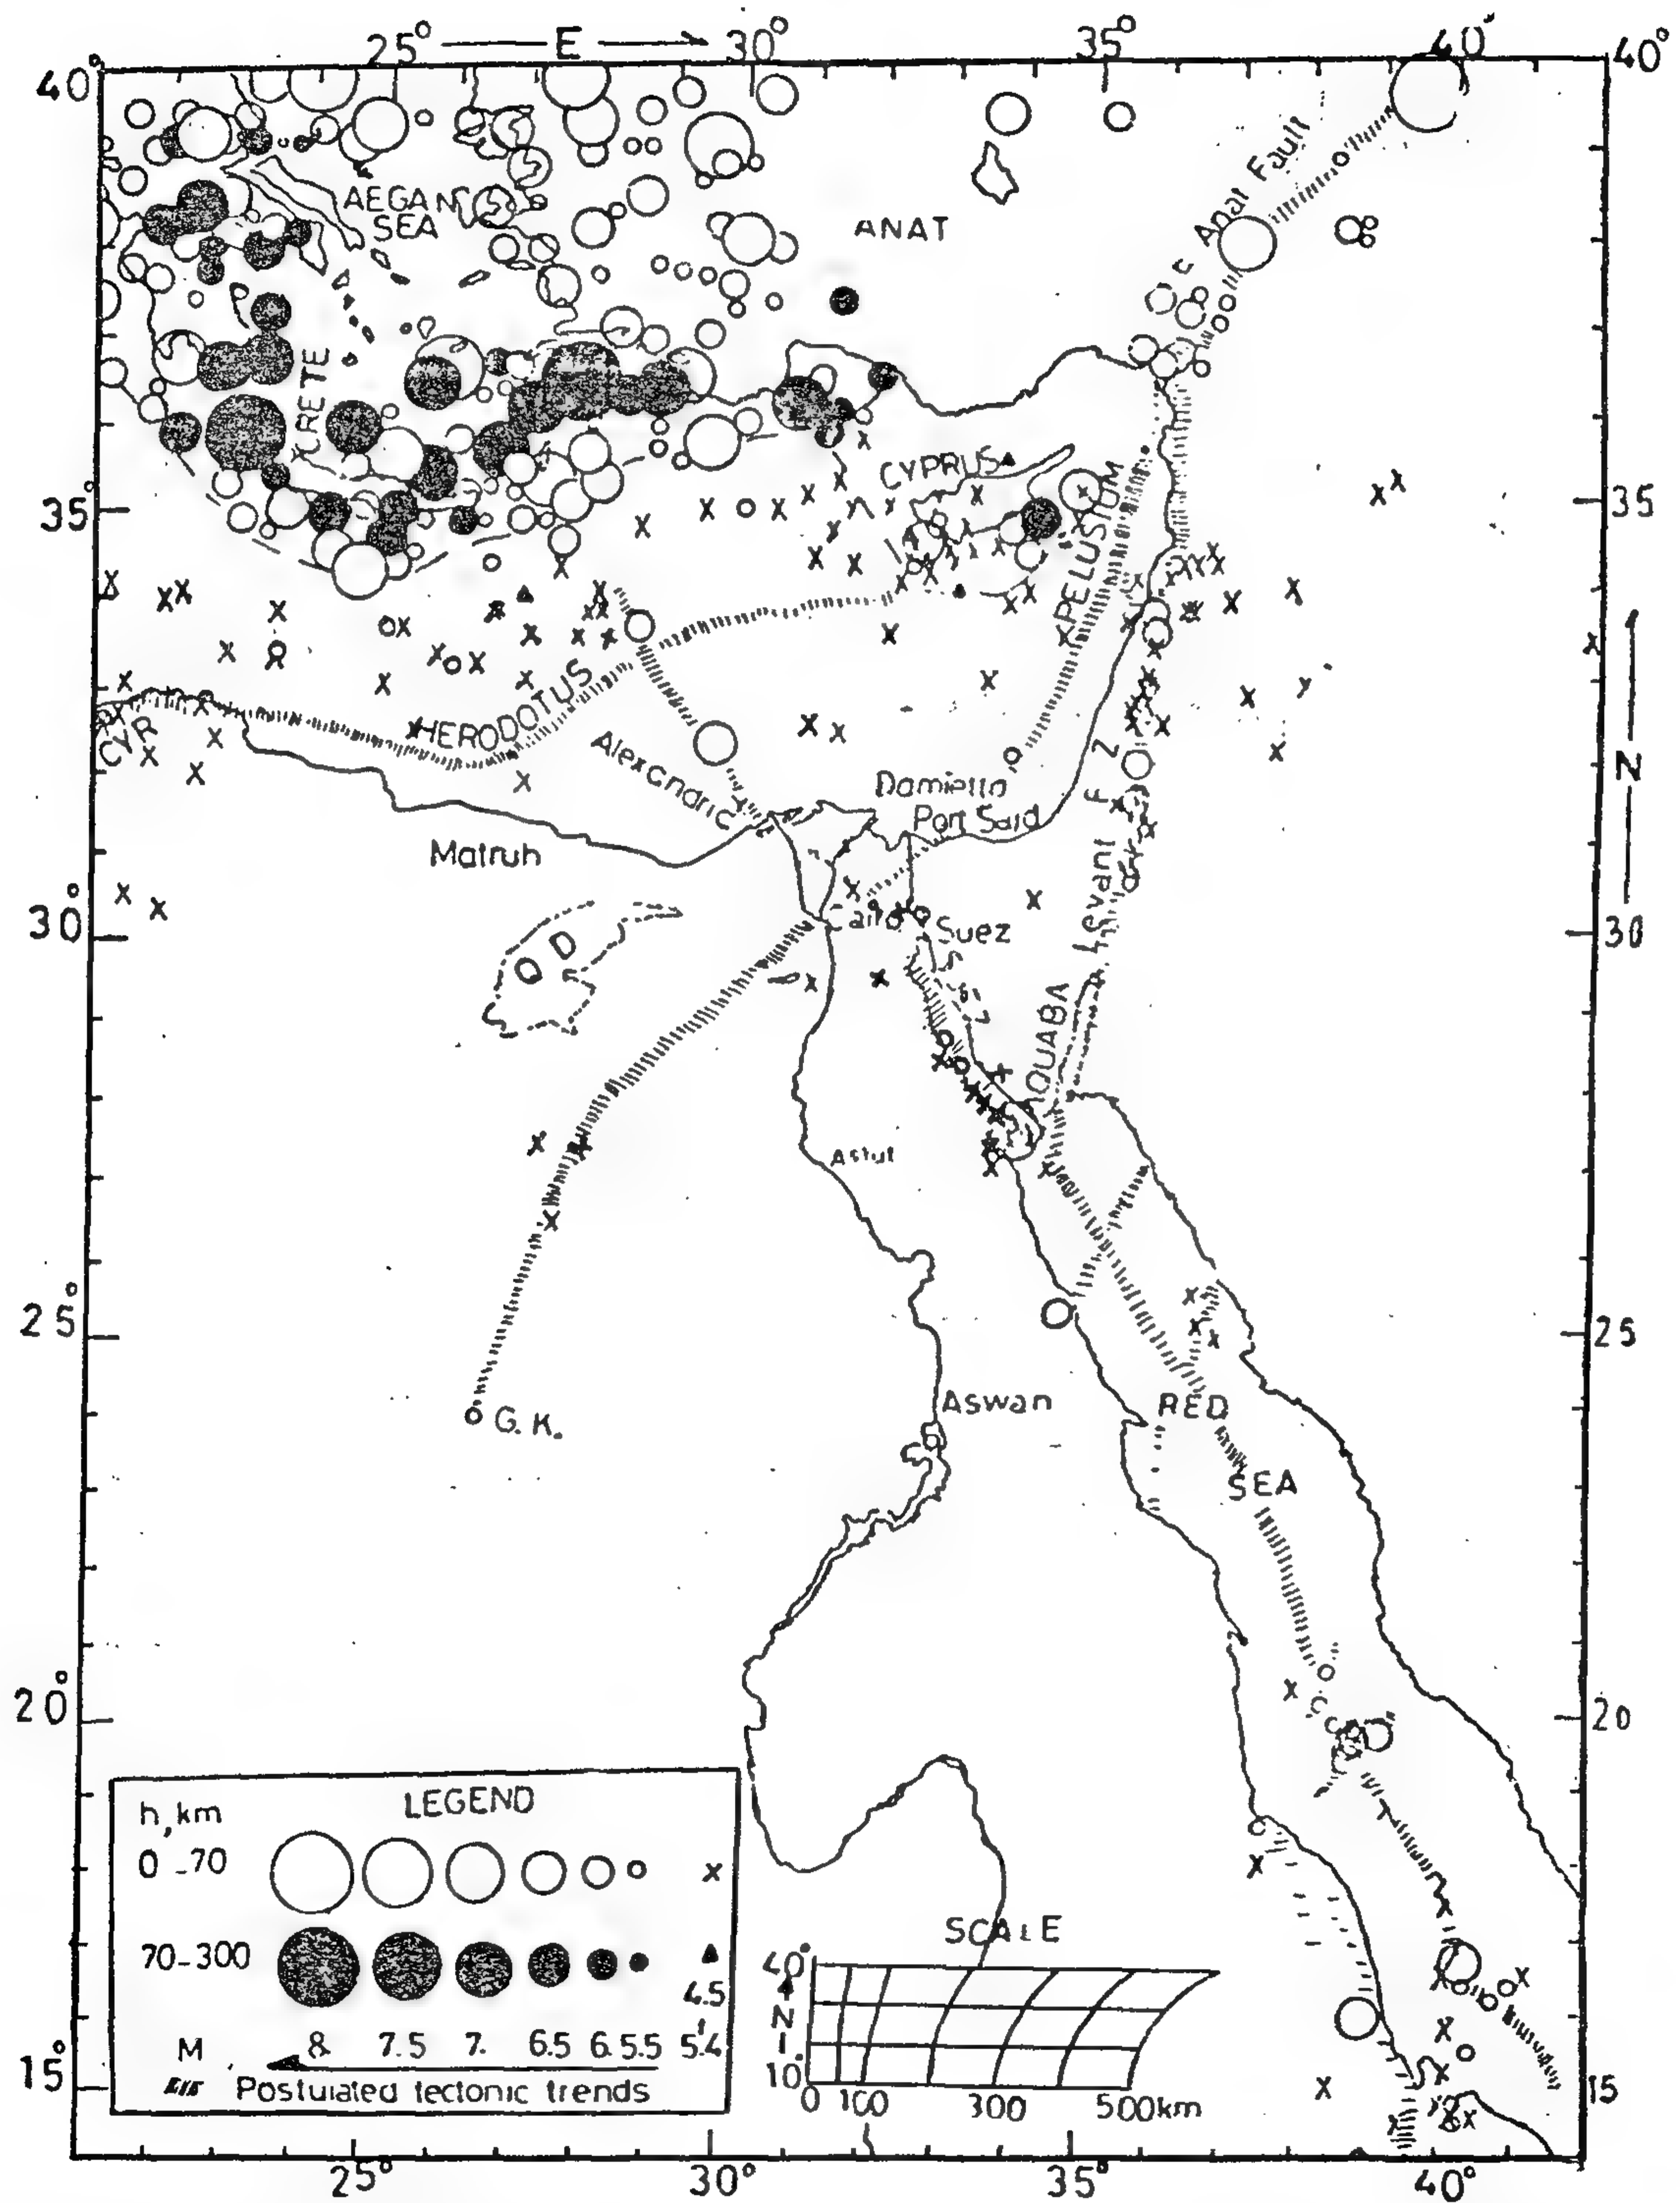 25° E 30° 35° 40° 40°
40°
AEGAN
SEA
ANAT
Anat Fault
CRETE
CYPRUS
35° 35
PELUSIUM
HERODOTUS
CYR
N
Damietta
Port Said
Matruh
Levant F Z
30° 30
Cairo
Suez
Q D
QUABA
Astut
25° 25
Aswan
G. K.
RED
SEA
20° 20
LEGEND
h, km
0-70 x
70-300
4.5
M 8. 7.5 7. 6.5 6. 5.5 5.4
Postulated tectonic trends
SCALE
40°
N
10°
0 100 300 500km
15° 15
25° 30° 35° 40°